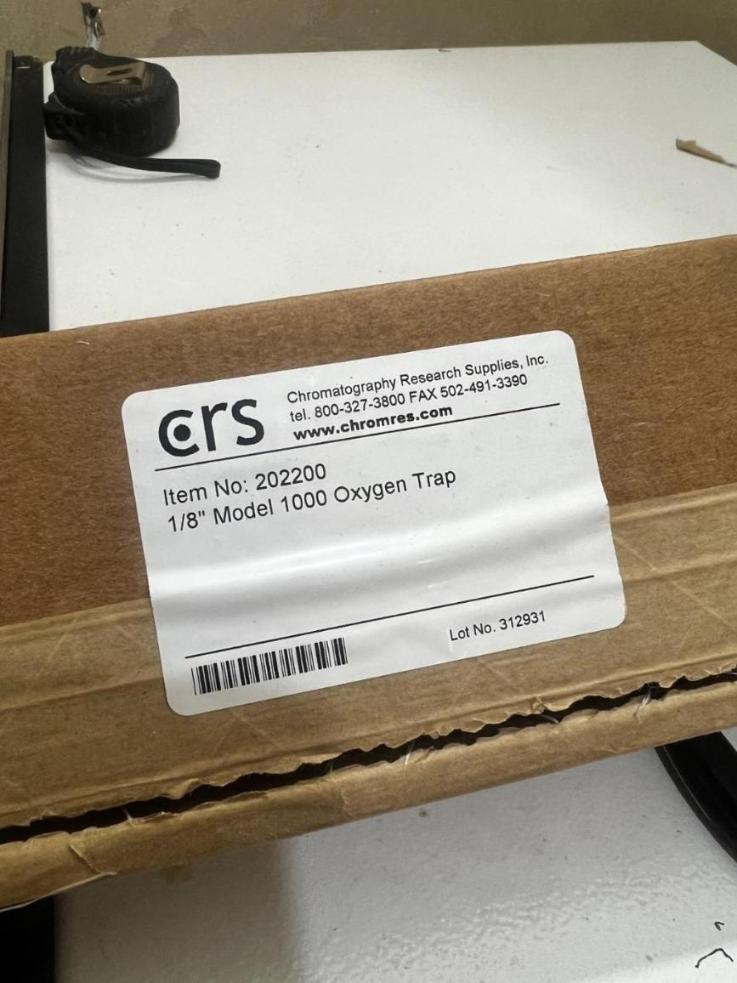 crs
Chromatography Research Supplies, Inc.
tel. 800-327-3800 FAX 502-491-3390
www.chromres.com
Item No: 202200
1/8" Model 1000 Oxygen Trap
Lot No. 312931